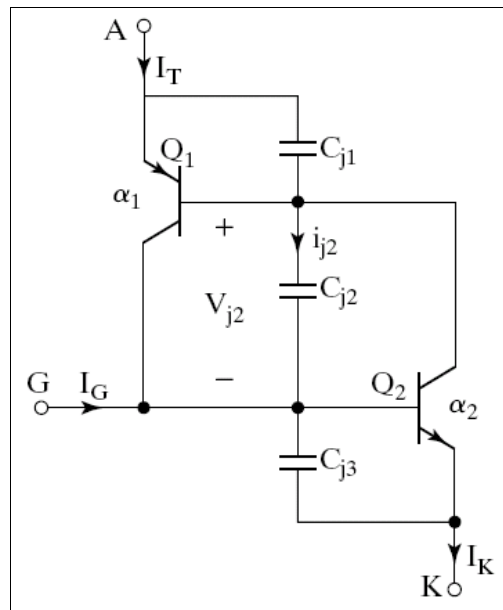 A
I_T
Q_1
C_j1
α_1
+
i_j2
V_j2
C_j2
−
G
I_G
Q_2
α_2
C_j3
I_K
K